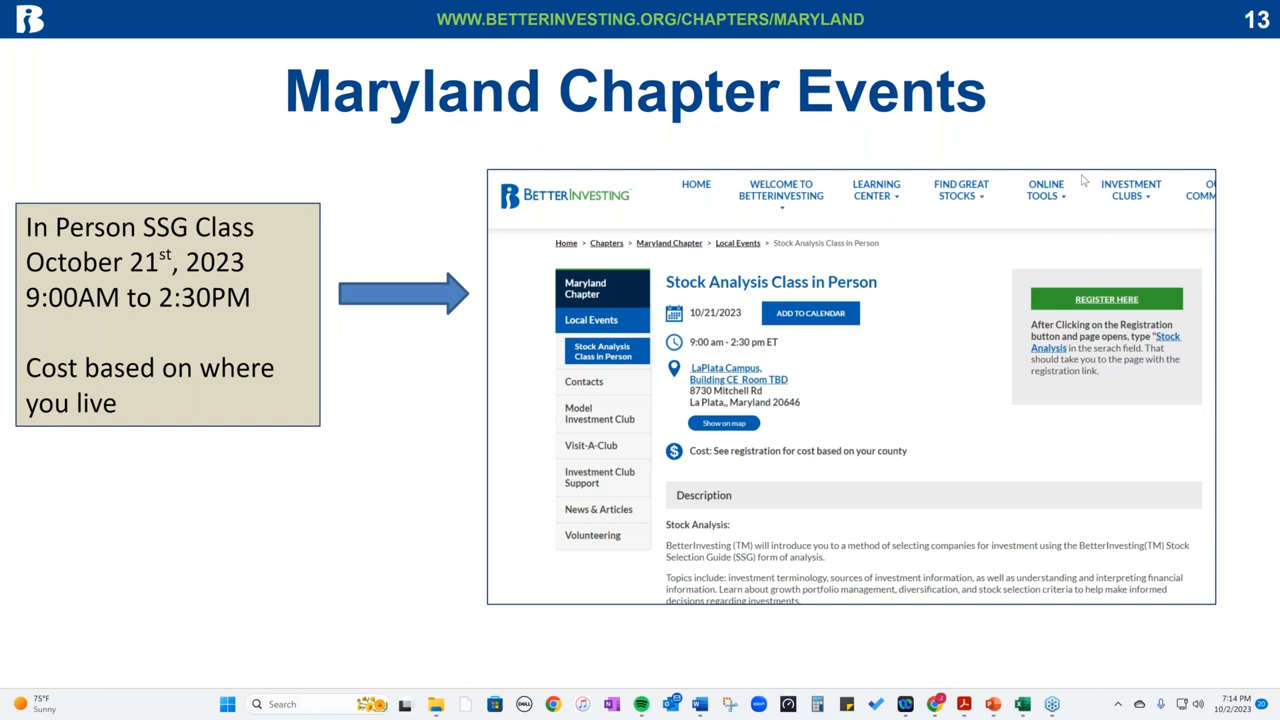 WWW.BETTERINVESTING.ORG/CHAPTERS/MARYLAND
13
Maryland Chapter Events
In Person SSG Class
October 21st, 2023
9:00AM to 2:30PM
Cost based on where
you live
BETTERINVESTING
HOME
WELCOME TO
BETTERINVESTING
LEARNING
CENTER
FIND GREAT
STOCKS
ONLINE
TOOLS
INVESTMENT
CLUBS
COMM
Home > Chapters > Maryland Chapter > Local Events > Stock Analysis Class in Person
Maryland
Chapter
Local Events
Stock Analysis
Class in Person
Contacts
Model
Investment Club
Visit-A-Club
Investment Club
Support
News & Articles
Volunteering
Stock Analysis Class in Person
10/21/2023
ADD TO CALENDAR
9:00 am - 2:30 pm ET
LaPlata Campus,
Building CE Room TBD
8730 Mitchell Rd
La Plata,, Maryland 20646
Show on map
Cost: See registration for cost based on your county
REGISTER HERE
After Clicking on the Registration
button and page opens, type "Stock
Analysis in the serach field. That
should take you to the page with the
registration link.
Description
Stock Analysis:
BetterInvesting (TM) will introduce you to a method of selecting companies for investment using the BetterInvesting(TM) Stock
Selection Guide (SSG) form of analysis.
Topics include: investment terminology, sources of investment information, as well as understanding and interpreting financial
information. Learn about growth portfolio management, diversification, and stock selection criteria to help make informed
decisions regarding investments.
75°F
Sunny
Search
DELL
zoom
7:14 PM
10/2/2023
20